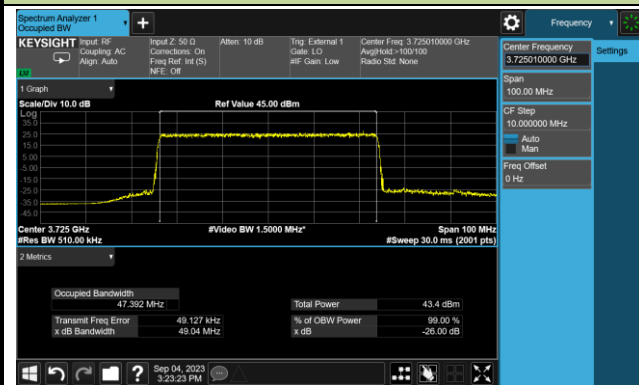 Spectrum Analyzer 1
Occupied BW
+
Frequency
KEYSIGHT
Input: RF
Coupling: AC
Align: Auto
Input Z: 50 Ω
Corrections: On
Freq Ref: Int (S)
NFE: Off
Atten: 10 dB
Trig: External 1
Gate: LO
#IF Gain: Low
Center Freq: 3.725010000 GHz
Avg|Hold:>100/100
Radio Std: None
Center Frequency
3.725010000 GHz
Settings
Span
100.00 MHz
CF Step
10.000000 MHz
Auto
Man
Freq Offset
0 Hz
1 Graph
Scale/Div 10.0 dB
Ref Value 45.00 dBm
Log
35.0
25.0
15.0
5.00
-5.00
-15.0
-25.0
-35.0
-45.0
Center 3.725 GHz
#Video BW 1.5000 MHz*
Span 100 MHz
#Res BW 510.00 kHz
#Sweep 30.0 ms (2001 pts)
2 Metrics
Occupied Bandwidth
47.392 MHz
Total Power
43.4 dBm
Transmit Freq Error
49.127 kHz
% of OBW Power
99.00 %
x dB Bandwidth
49.04 MHz
x dB
-26.00 dB
?
Sep 04, 2023
3:23:23 PM